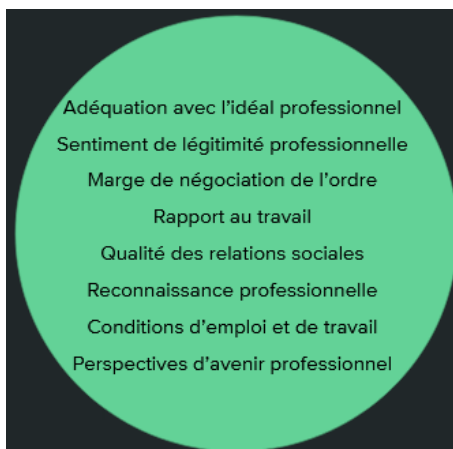 Adéquation avec l'idéal professionnel
Sentiment de légitimité professionnelle
Marge de négociation de l'ordre
Rapport au travail
Qualité des relations sociales
Reconnaissance professionnelle
Conditions d'emploi et de travail
Perspectives d'avenir professionnel